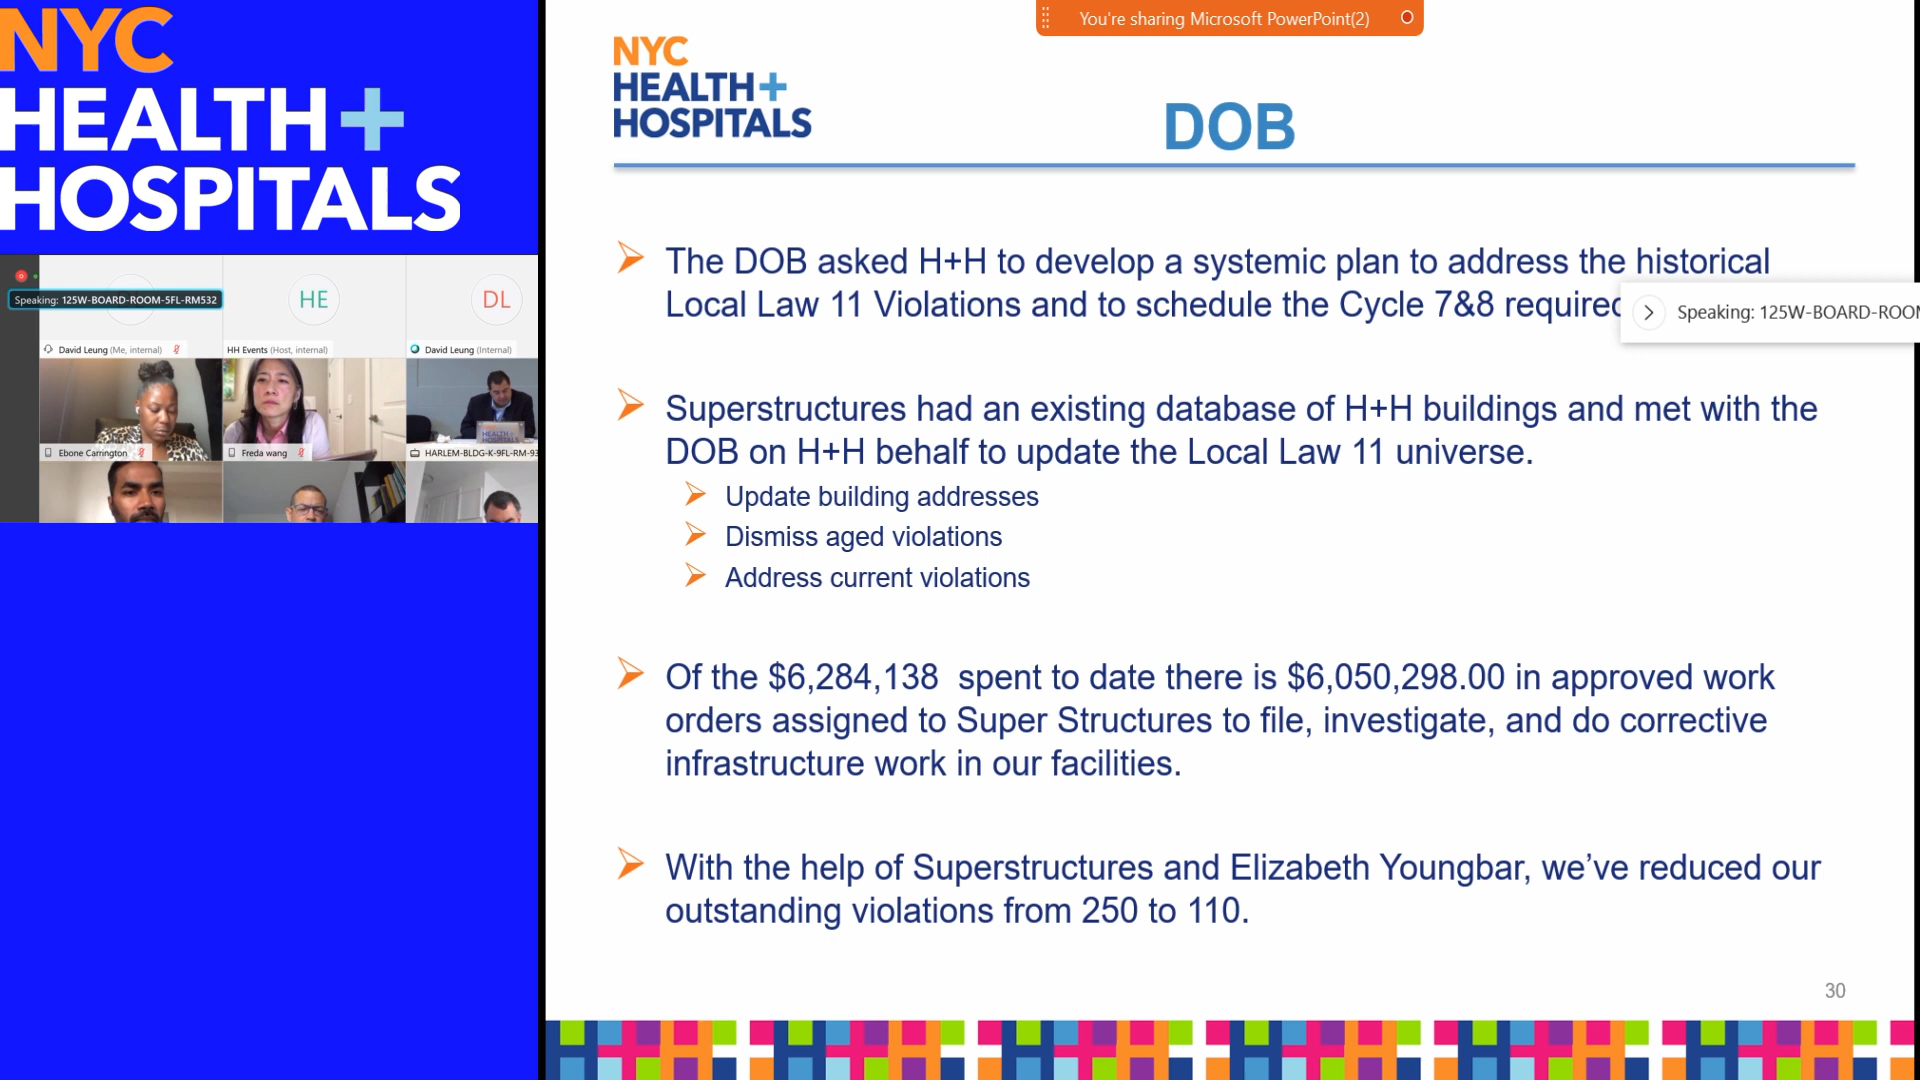 NYC
HEALTH+
HOSPITALS
Speaking: 125W-BOARD-ROOM-5FL-RM532
HE
DL
David Leung (Me, internal)
HH Events (Host, internal)
David Leung (Internal)
Ebone Carrington
Freda wang
HARLEM-BLDG-K-9FL-RM-93
You're sharing Microsoft PowerPoint(2)
NYC
HEALTH+
HOSPITALS
DOB
The DOB asked H+H to develop a systemic plan to address the historical
Local Law 11 Violations and to schedule the Cycle 7&8 required
Speaking: 125W-BOARD-ROOM
Superstructures had an existing database of H+H buildings and met with the
DOB on H+H behalf to update the Local Law 11 universe.
Update building addresses
Dismiss aged violations
Address current violations
Of the $6,284,138 spent to date there is $6,050,298.00 in approved work
orders assigned to Super Structures to file, investigate, and do corrective
infrastructure work in our facilities.
With the help of Superstructures and Elizabeth Youngbar, we’ve reduced our
outstanding violations from 250 to 110.
30